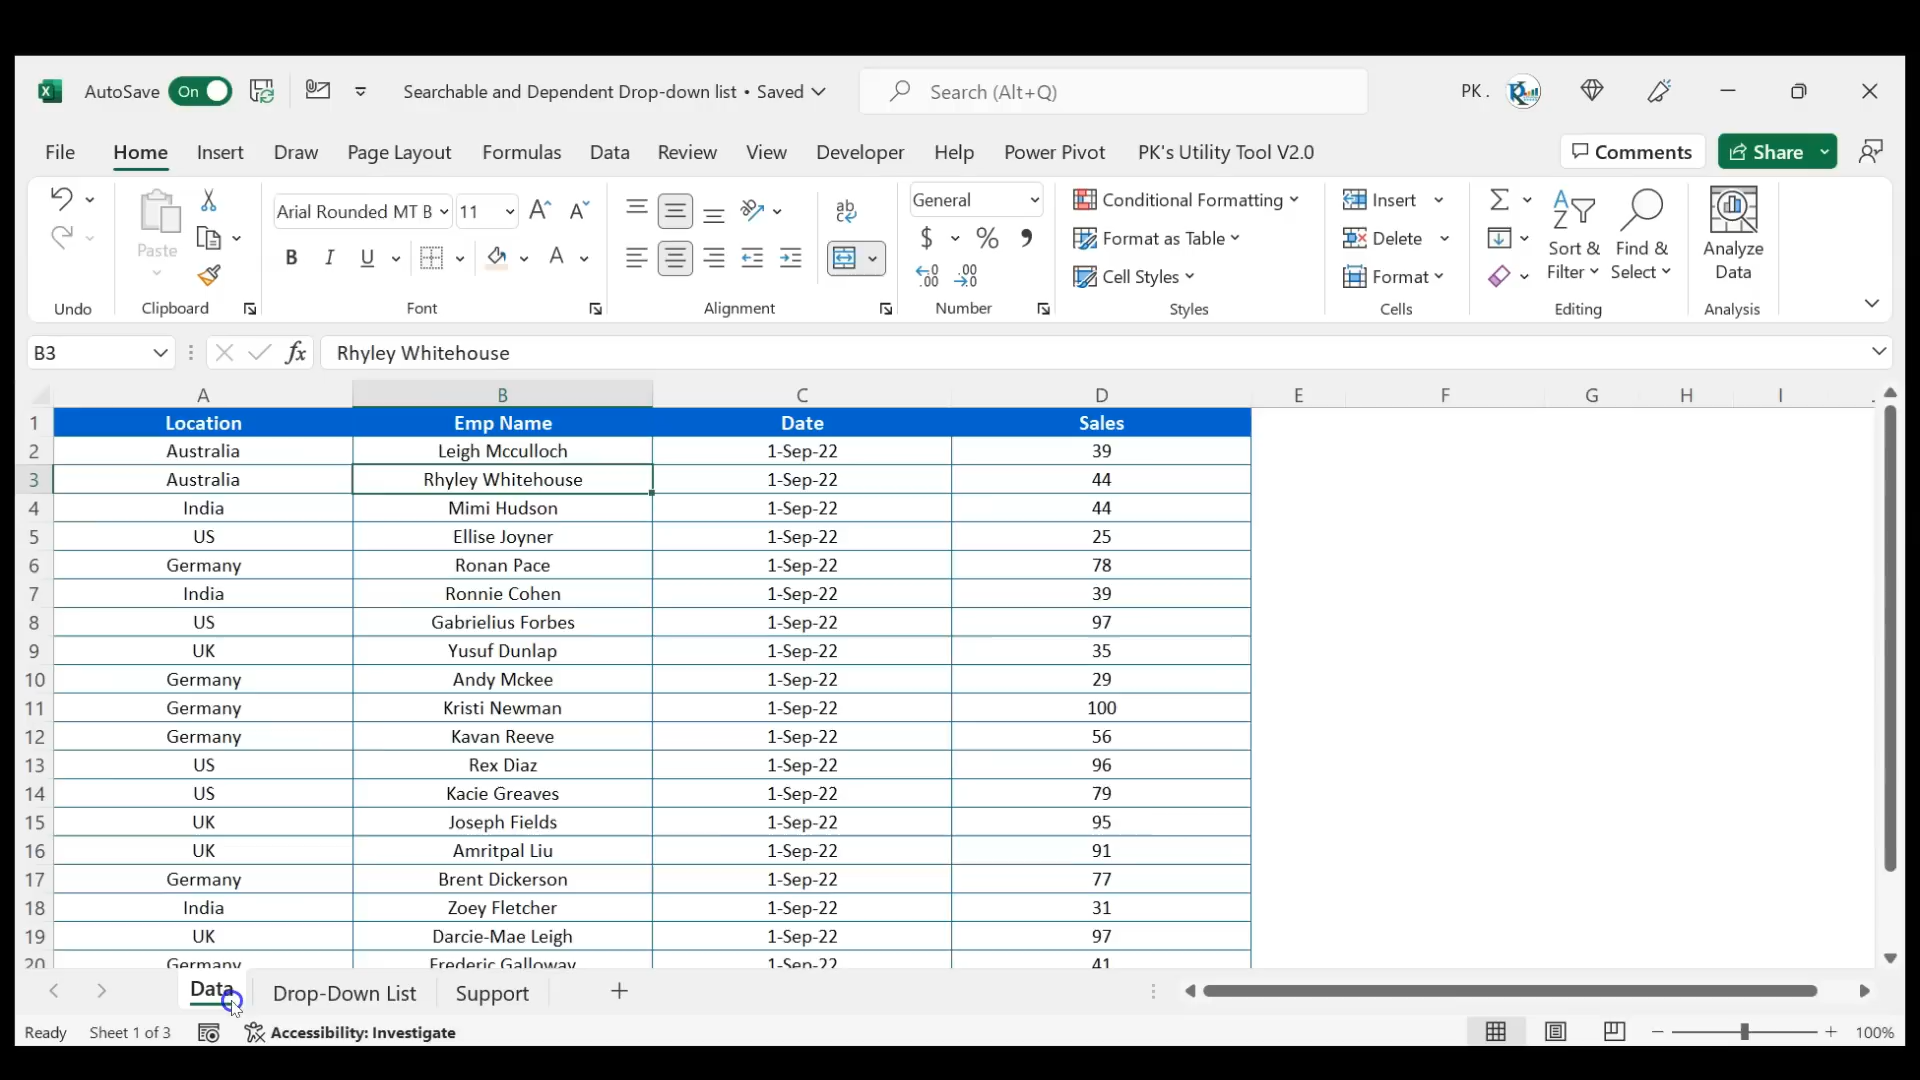 AutoSave On Searchable and Dependent Drop-down list • Saved Search (Alt+Q) PK .
File Home Insert Draw Page Layout Formulas Data Review View Developer Help Power Pivot PK's Utility Tool V2.0 Comments Share
Arial Rounded MT B 11 General Conditional Formatting Insert
Paste B I U A $ % Format as Table Delete Sort & Filter Find & Select Analyze Data
Cell Styles Format
Undo Clipboard Font Alignment Number Styles Cells Editing Analysis
B3 fx Rhyley Whitehouse
A B C D E F G H I
1 Location Emp Name Date Sales
2 Australia Leigh Mcculloch 1-Sep-22 39
3 Australia Rhyley Whitehouse 1-Sep-22 44
4 India Mimi Hudson 1-Sep-22 44
5 US Ellise Joyner 1-Sep-22 25
6 Germany Ronan Pace 1-Sep-22 78
7 India Ronnie Cohen 1-Sep-22 39
8 US Gabrielius Forbes 1-Sep-22 97
9 UK Yusuf Dunlap 1-Sep-22 35
10 Germany Andy Mckee 1-Sep-22 29
11 Germany Kristi Newman 1-Sep-22 100
12 Germany Kavan Reeve 1-Sep-22 56
13 US Rex Diaz 1-Sep-22 96
14 US Kacie Greaves 1-Sep-22 79
15 UK Joseph Fields 1-Sep-22 95
16 UK Amritpal Liu 1-Sep-22 91
17 Germany Brent Dickerson 1-Sep-22 77
18 India Zoey Fletcher 1-Sep-22 31
19 UK Darcie-Mae Leigh 1-Sep-22 97
20 Germany Frederic Galloway 1-Sep-22 41
Data Drop-Down List Support
Ready Sheet 1 of 3 Accessibility: Investigate 100%